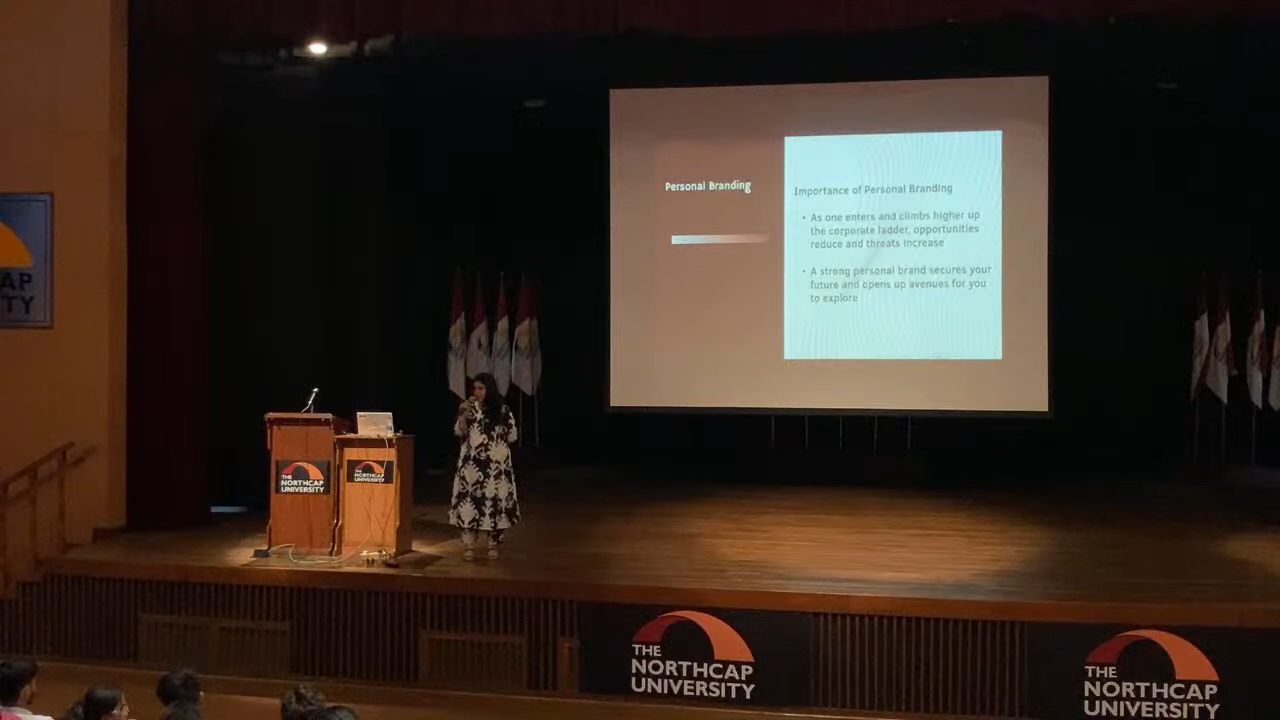 Personal Branding
Importance of Personal Branding
• As one enters and climbs higher up
the corporate ladder, opportunities
reduce and threats increase
• A strong personal brand secures your
future and opens up avenues for you
to explore
AP
TY
THE
NORTHCAP
UNIVERSITY
THE
NORTHCAP
UNIVERSITY
THE
NORTHCAP
UNIVERSITY
THE
NORTHCAP
UNIVERSITY